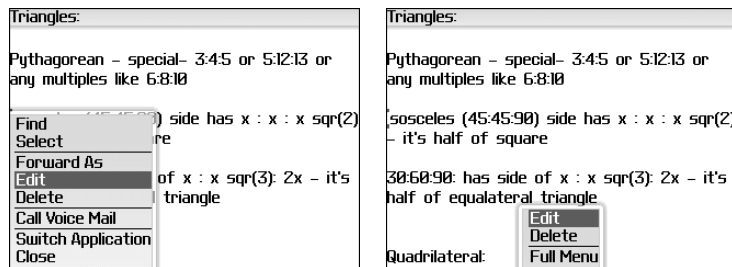 Triangles:
Pythagorean - special- 3:4:5 or 5:12:13 or
any multiples like 6:8:10
) side has x : x : x sqr(2)
Find
Select
Forward As
Edit
of x : x sqr(3): 2x - it's
Delete
triangle
Call Voice Mail
Switch Application
Close
Triangles:
Pythagorean - special- 3:4:5 or 5:12:13 or
any multiples like 6:8:10
sosceles (45:45:90) side has x : x : x sqr(2)
- it's half of square
30:60:90: has side of x : x sqr(3): 2x - it's
half of equalateral triangle
Edit
Delete
Quadrilateral:
Full Menu